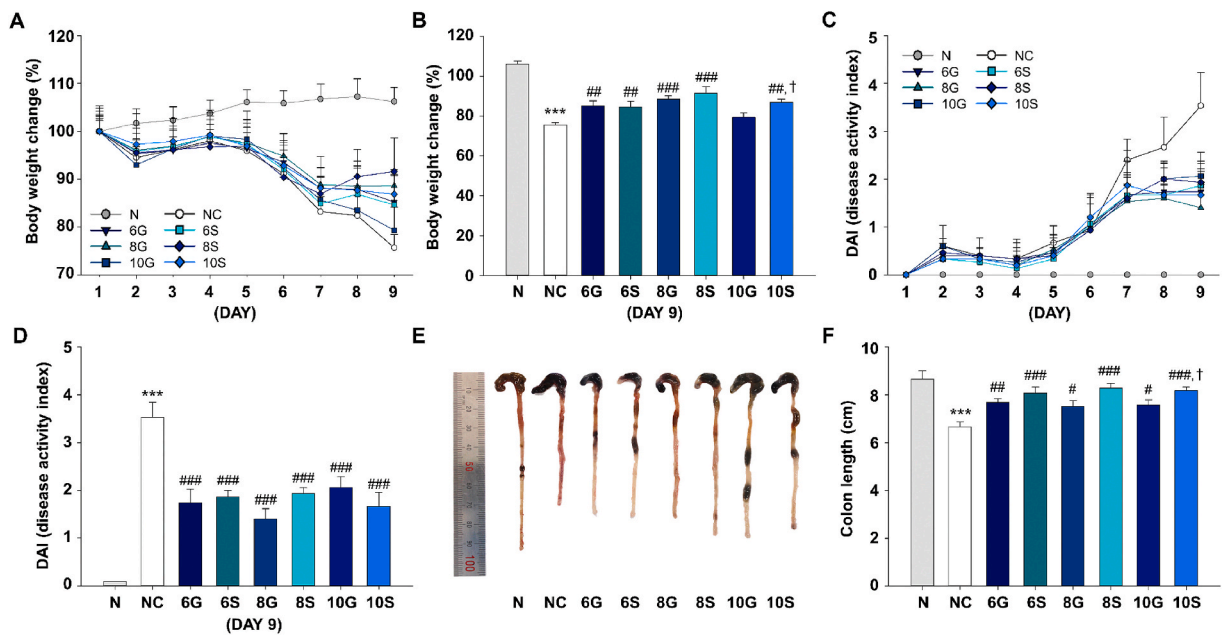 A
Body weight change (%)
120
110
100
90
80
70
N NC
6G 6S
8G 8S
10G 10S
1 2 3 4 5 6 7 8 9
(DAY)
B
Body weight change (%)
120
100
80
60
40
20
0
***
##
##
###
###
##, †
N NC 6G 6S 8G 8S 10G 10S
(DAY 9)
C
DAI (disease activity index)
5
4
3
2
1
0
N NC
6G 6S
8G 8S
10G 10S
1 2 3 4 5 6 7 8 9
(DAY)
D
DAI (disease activity index)
5
4
3
2
1
0
***
###
###
###
###
###
###
N NC 6G 6S 8G 8S 10G 10S
(DAY 9)
E
50
100
N NC 6G 6S 8G 8S 10G 10S
F
Colon length (cm)
10
8
6
4
2
0
***
##
###
#
###
#
###, †
N NC 6G 6S 8G 8S 10G 10S